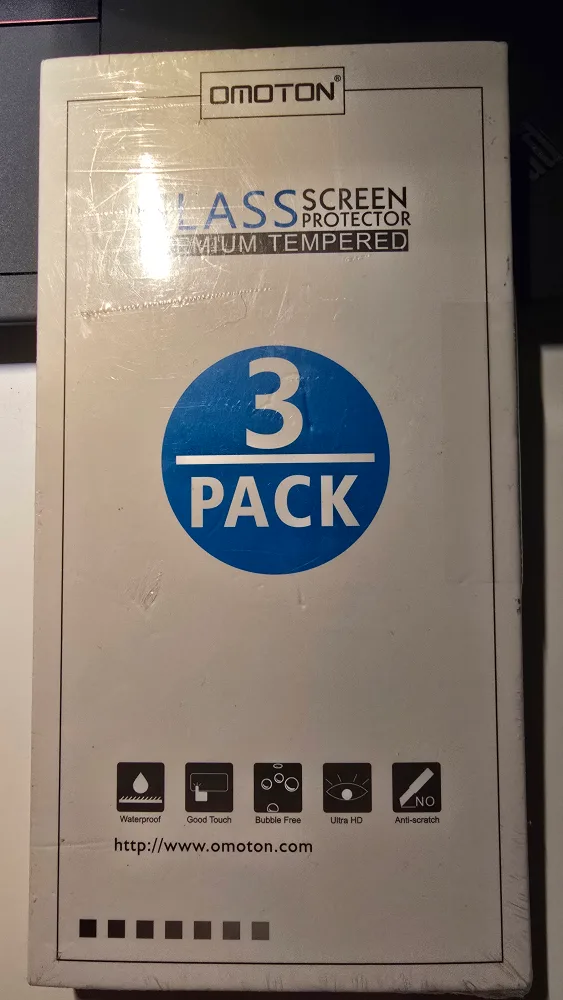 OMOTON®
LASS SCREEN
PROTECTOR
EMIUM TEMPERED
3
PACK
Waterproof
Good Touch
Bubble Free
Ultra HD
NO
Anti-scratch
http://www.omoton.com